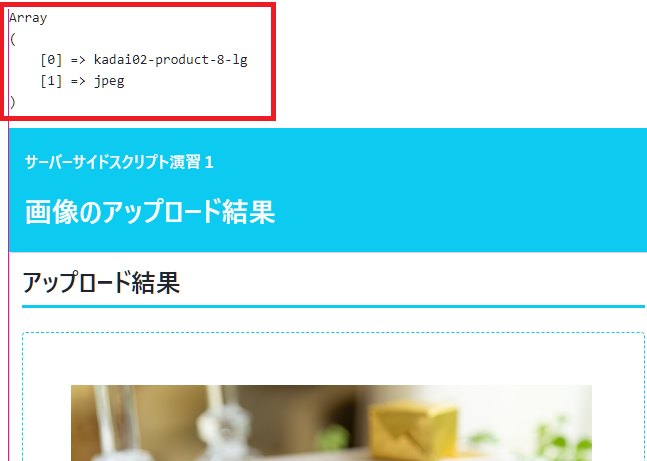 Array
(
[0] => kadai02-product-8-lg
[1] => jpeg
)
サーバーサイドスクリプト演習１
画像のアップロード結果
アップロード結果